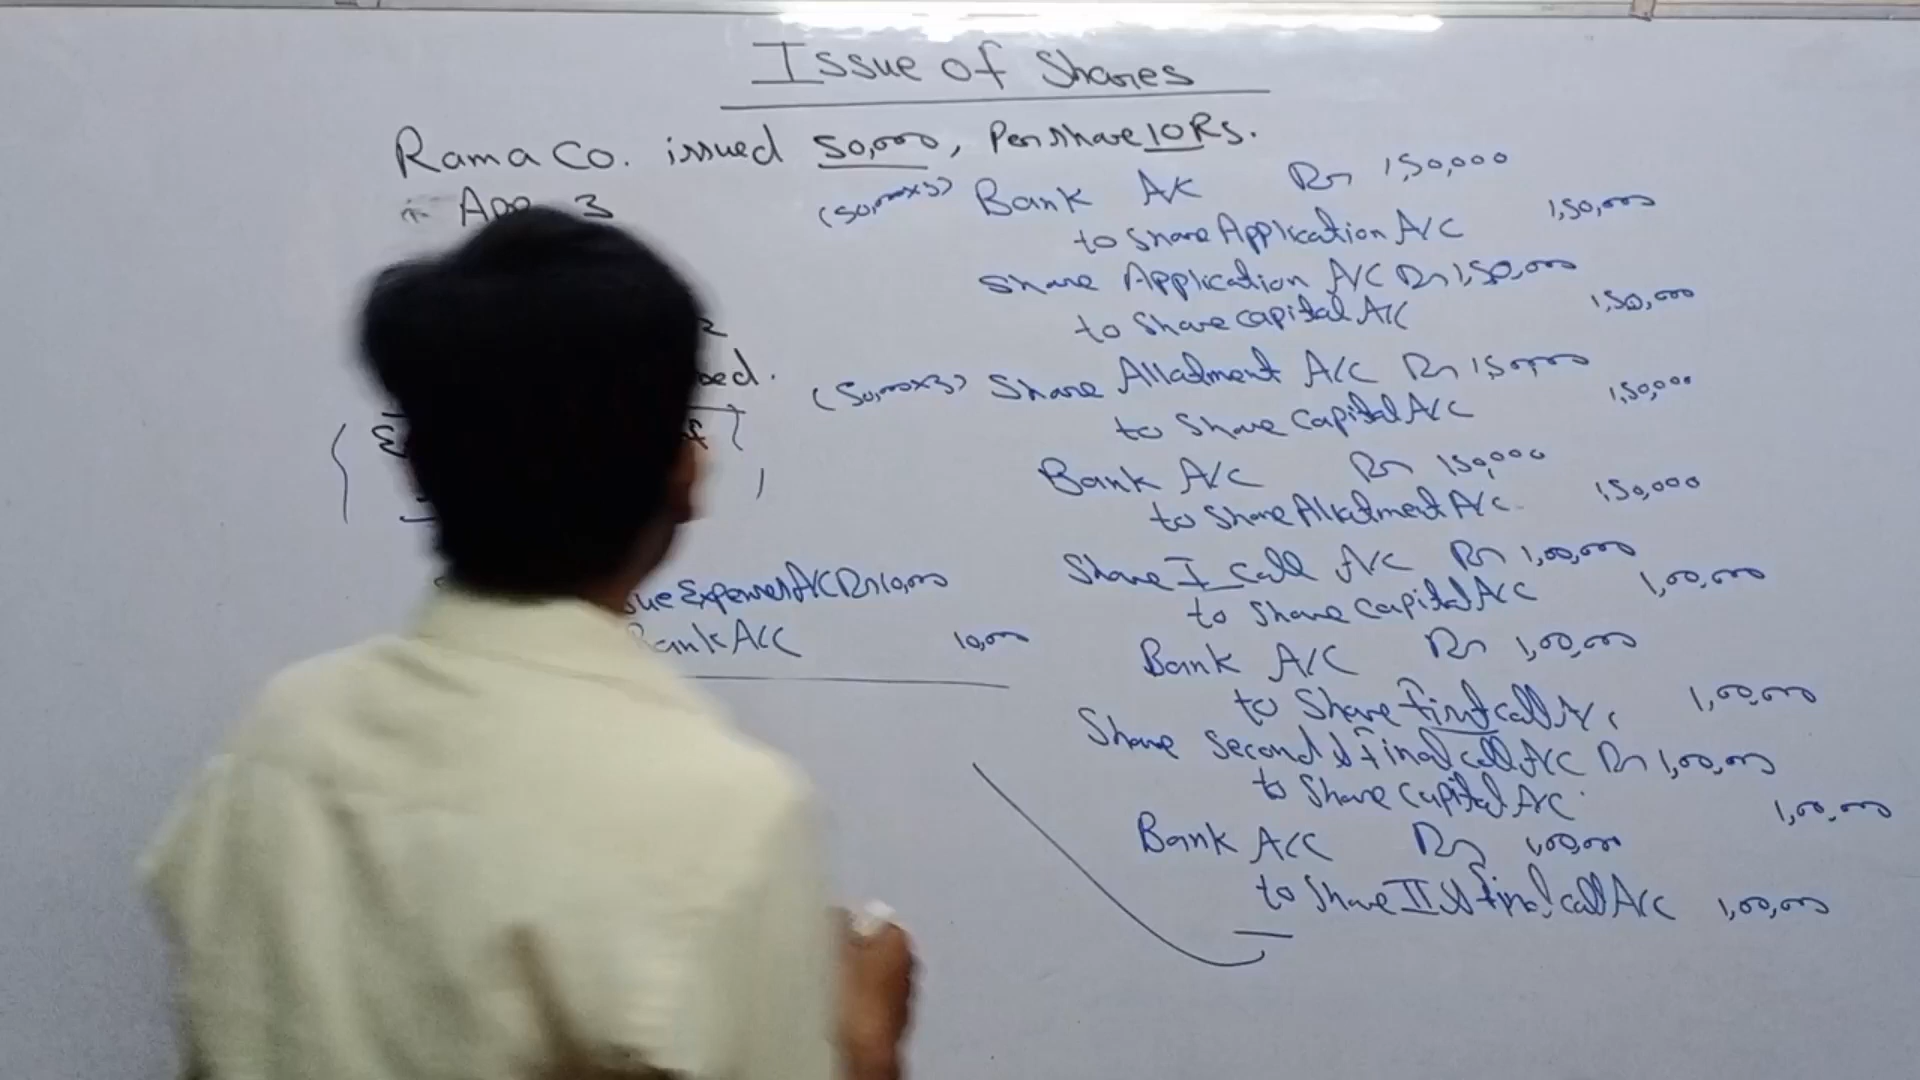 Issue of Shares
Rama Co. issued 50,000, Per share 10 Rs.
App 3
2
(50,000x3) Bank A/c Dr 1,50,000
to share Application A/C 1,50,000
Share Application A/C Dr 1,50,000
to share capital A/C 1,50,000
(50,000x3) Share Allatment A/C Dr 1,50,000
to share capital A/C 1,50,000
Bank A/C Dr 150,000
to share Allatment A/C 1,50,000
Share I call A/C Dr 1,00,000
to share capital A/C 1,00,000
Bank A/C Dr 1,00,000
to share first call A/c 1,00,000
Share Second & final call A/C Dr 1,00,000
to share capital A/C 1,00,000
Bank A/C Dr 1,00,000
to share II & final call A/C 1,00,000
Expenses A/C Dr 10,000
Bank A/C 10,000